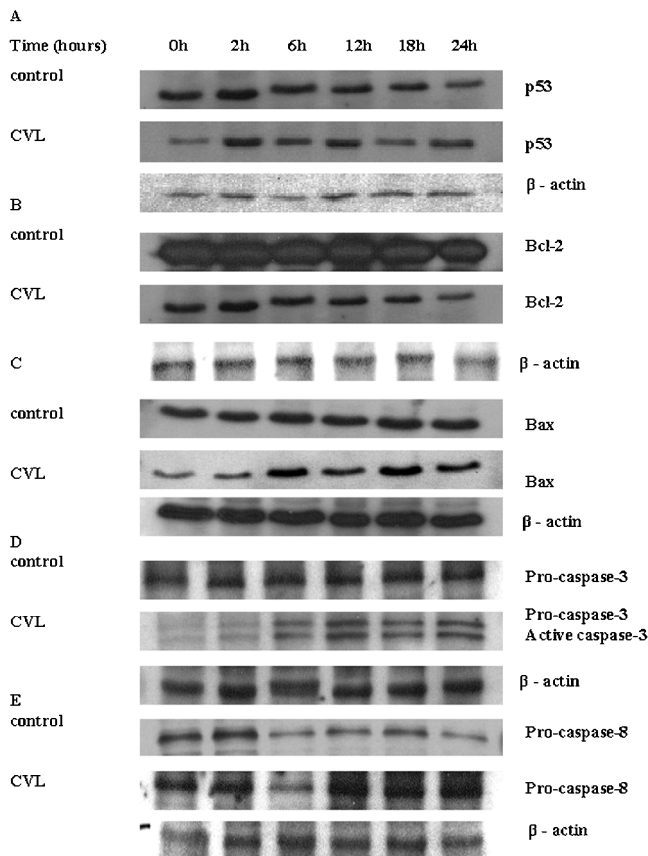 A
Time (hours) 0h 2h 6h 12h 18h 24h
control p53
CVL p53
β - actin
B
control Bcl-2
CVL Bcl-2
β - actin
C
control Bax
CVL Bax
β - actin
D
control Pro-caspase-3
CVL Pro-caspase-3
Active caspase-3
β - actin
E
control Pro-caspase-8
CVL Pro-caspase-8
β - actin